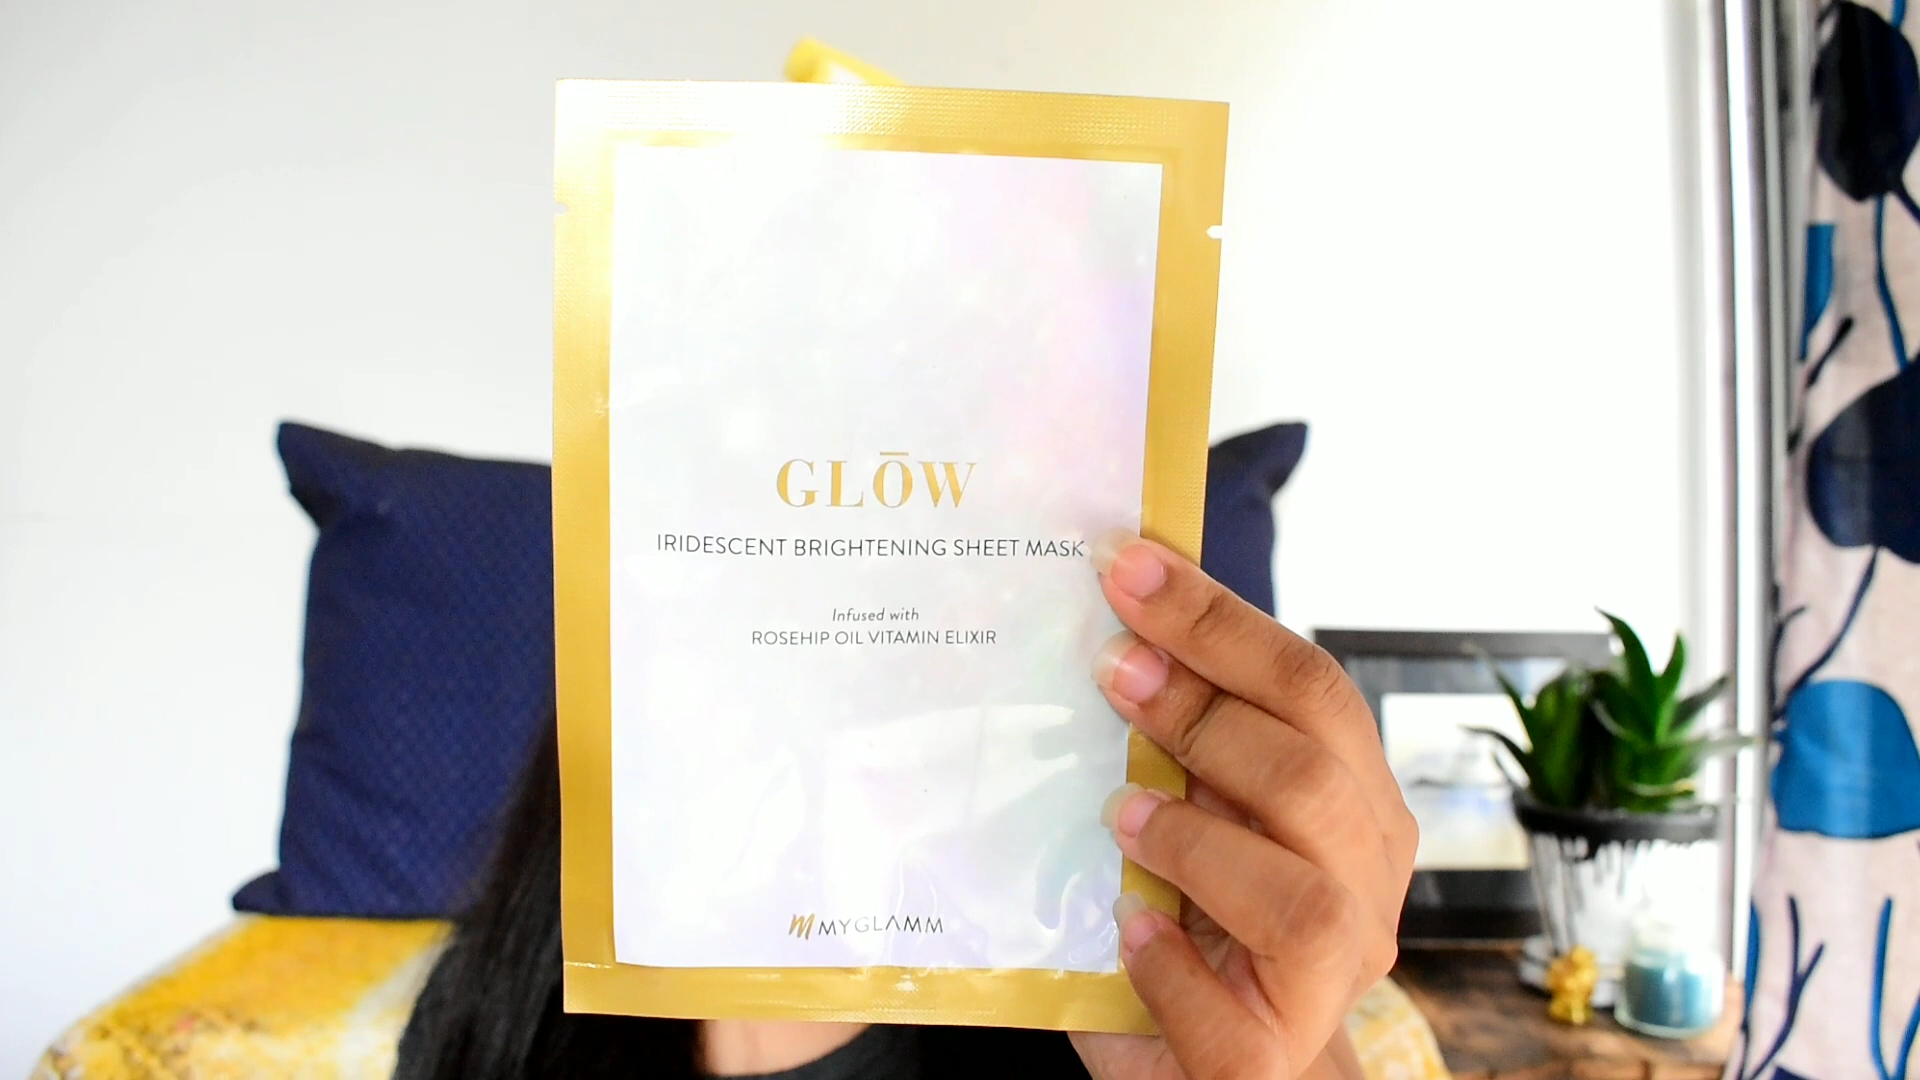 GLŌW
IRIDESCENT BRIGHTENING SHEET MASK
Infused with
ROSEHIP OIL VITAMIN ELIXIR
MYGLAMM